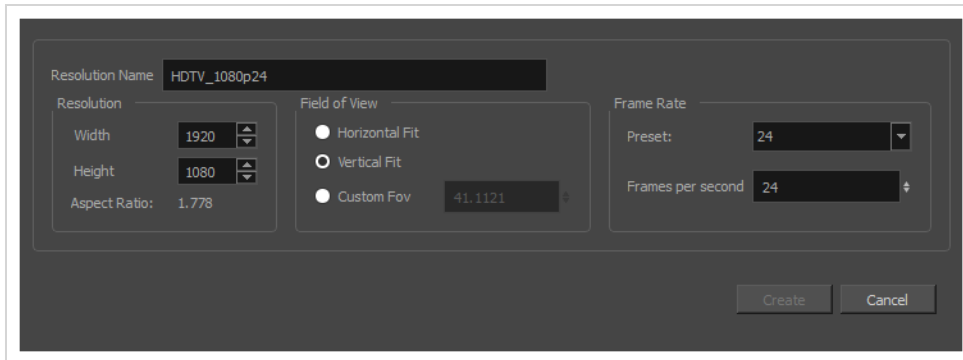 Resolution Name HDTV_1080p24
Resolution Field of View Frame Rate
Width 1920 Horizontal Fit Preset: 24
Vertical Fit
Height 1080 Frames per second 24
Aspect Ratio: 1.778 Custom Fov 41.1121
Create Cancel